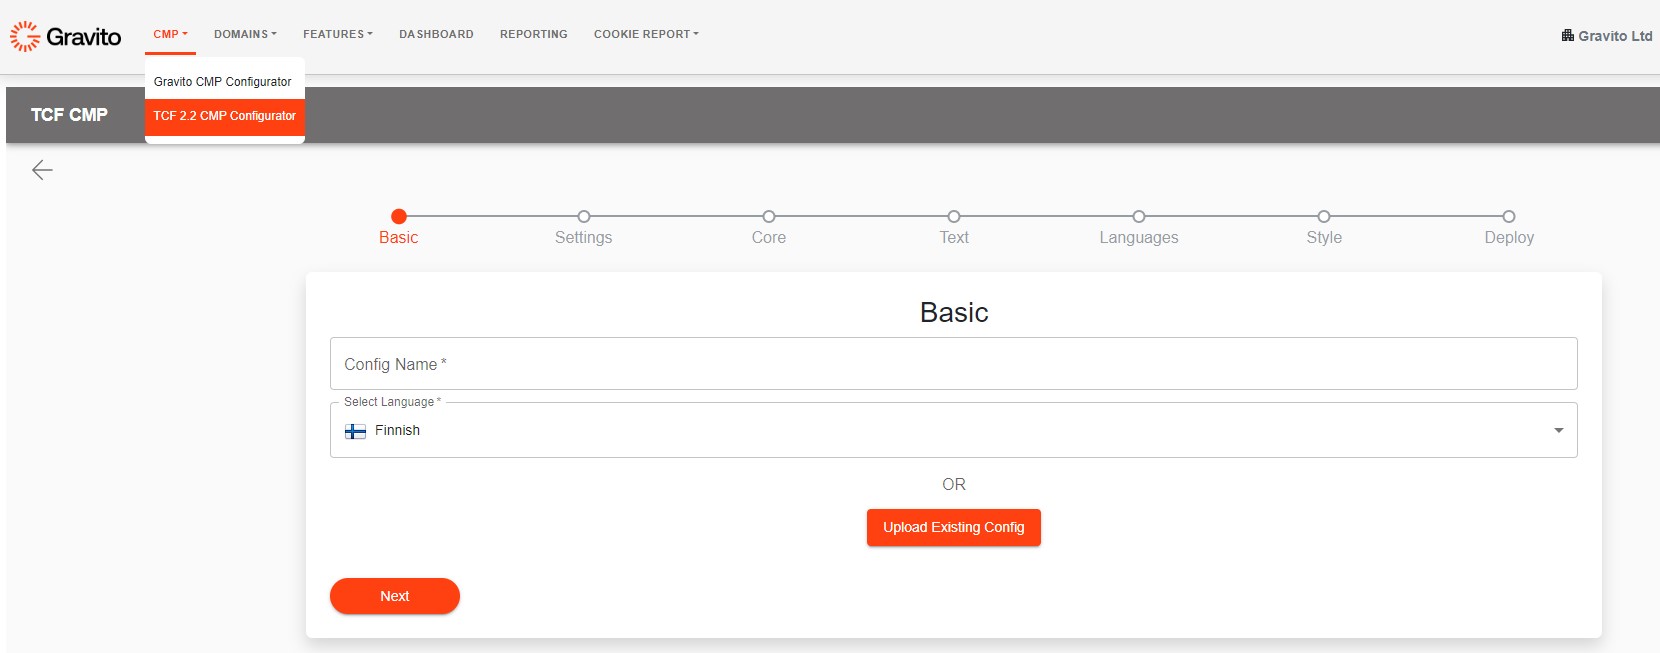 Gravito
CMP
DOMAINS
FEATURES
DASHBOARD
REPORTING
COOKIE REPORT
Gravito Ltd
Gravito CMP Configurator
TCF 2.2 CMP Configurator
TCF CMP
Basic
Settings
Core
Text
Languages
Style
Deploy
Basic
Config Name *
Select Language *
Finnish
OR
Upload Existing Config
Next